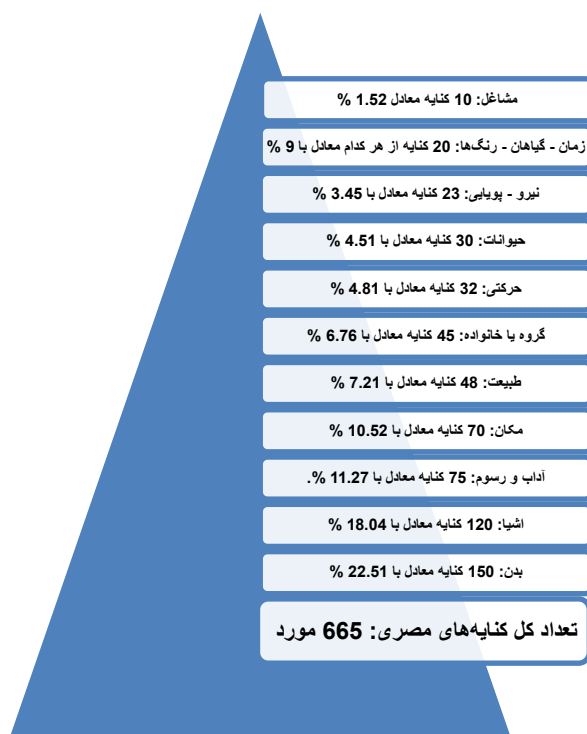 مشاغل: 10 کنایه معادل 1.52 %
زمان - گیاهان - رنگ‌ها: 20 کنایه از هر کدام معادل با 9 %
نیرو - پویایی: 23 کنایه معادل با 3.45 %
حیوانات: 30 کنایه معادل با 4.51 %
حرکتی: 32 کنایه معادل با 4.81 %
گروه یا خانواده: 45 کنایه معادل با 6.76 %
طبیعت: 48 کنایه معادل با 7.21 %
مکان: 70 کنایه معادل با 10.52 %
آداب و رسوم: 75 کنایه معادل با 11.27 %.
اشیا: 120 کنایه معادل با 18.04 %
بدن: 150 کنایه معادل با 22.51 %
تعداد کل کنایه‌های مصری: 665 مورد